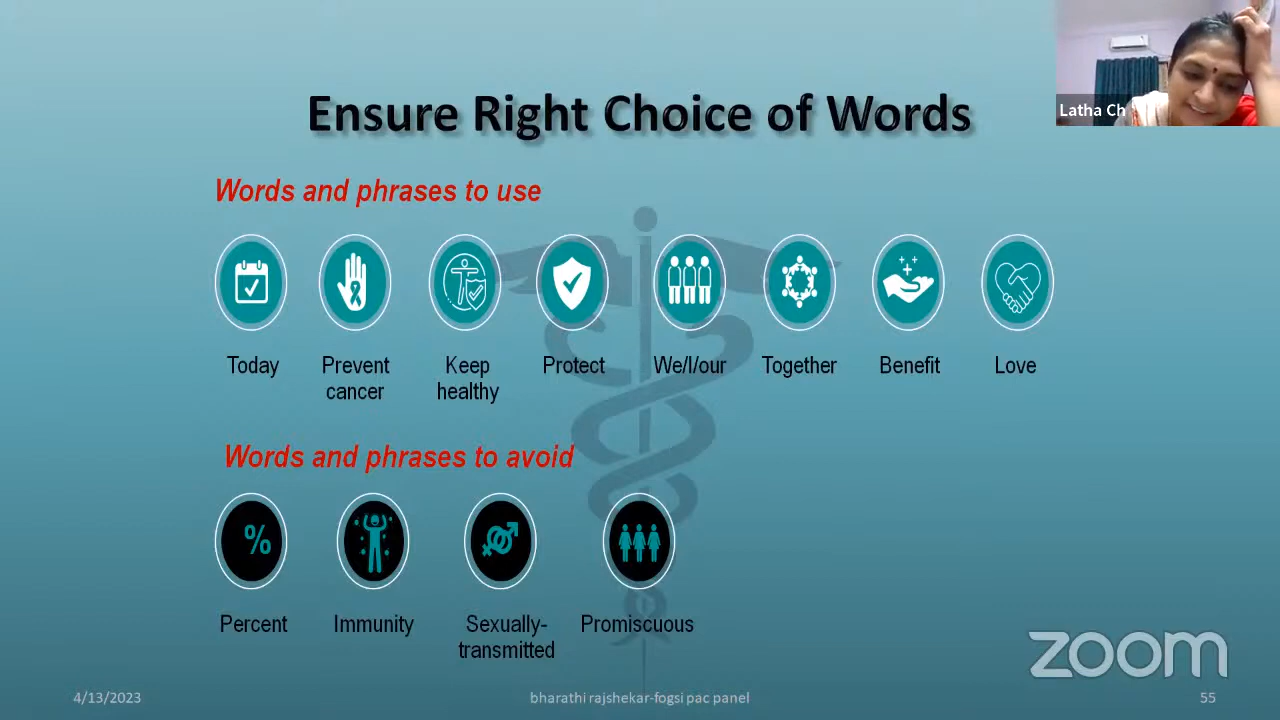 Ensure Right Choice of Words
Latha Ch
Words and phrases to use
Today
Prevent
cancer
Keep
healthy
Protect
We/I/our
Together
Benefit
Love
Words and phrases to avoid
%
Percent
Immunity
Sexually-
transmitted
Promiscuous
zoom
4/13/2023
bharathi rajshekar-fogsi pac panel
55